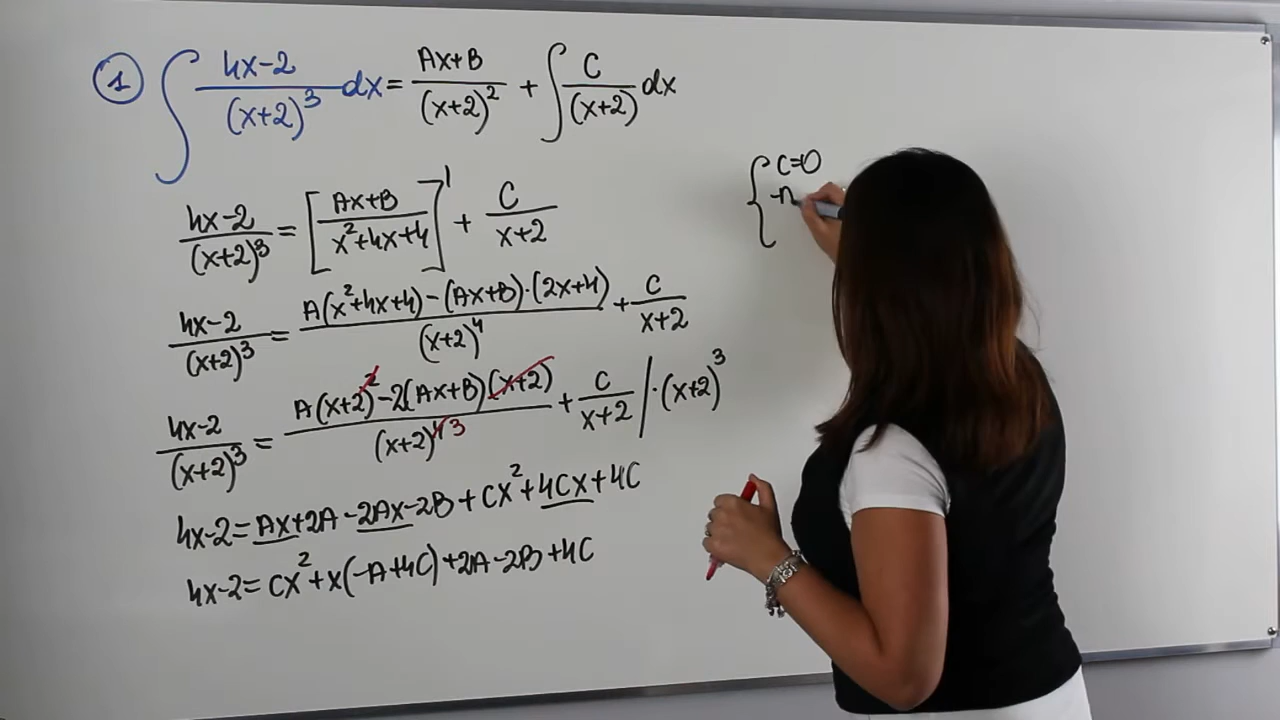 ① ∫ (4x-2)/(x+2)³ dx = (Ax+B)/(x+2)² + ∫ C/(x+2) dx
(4x-2)/(x+2)³ = [(Ax+B)/(x²+4x+4)]' + C/(x+2)
(4x-2)/(x+2)³ = (A(x²+4x+4)-(Ax+B)·(2x+4))/(x+2)⁴ + C/(x+2)
(4x-2)/(x+2)³ = (A(x+2)²-2(Ax+B)(x+2))/(x+2)⁴ ³ + C/(x+2) |·(x+2)³
4x-2 = Ax+2A-2Ax-2B+Cx²+4Cx+4C
4x-2 = Cx²+x(-A+4C)+2A-2B+4C
{ C=0